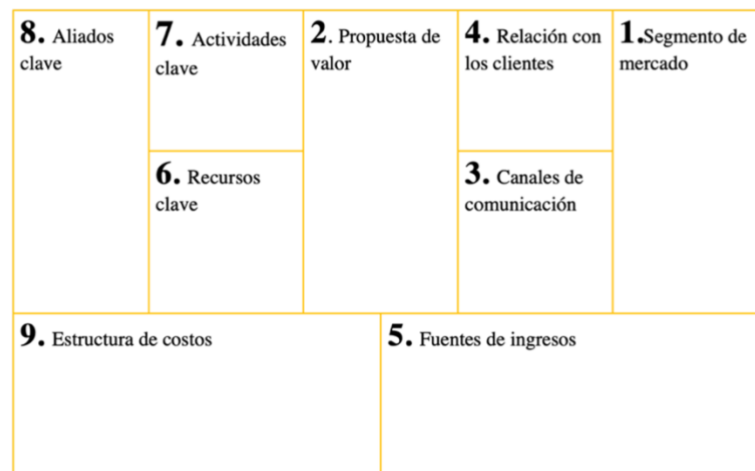 8. Aliados
clave
7. Actividades
clave
2. Propuesta de
valor
4. Relación con
los clientes
1.Segmento de
mercado
6. Recursos
clave
3. Canales de
comunicación
9. Estructura de costos
5. Fuentes de ingresos